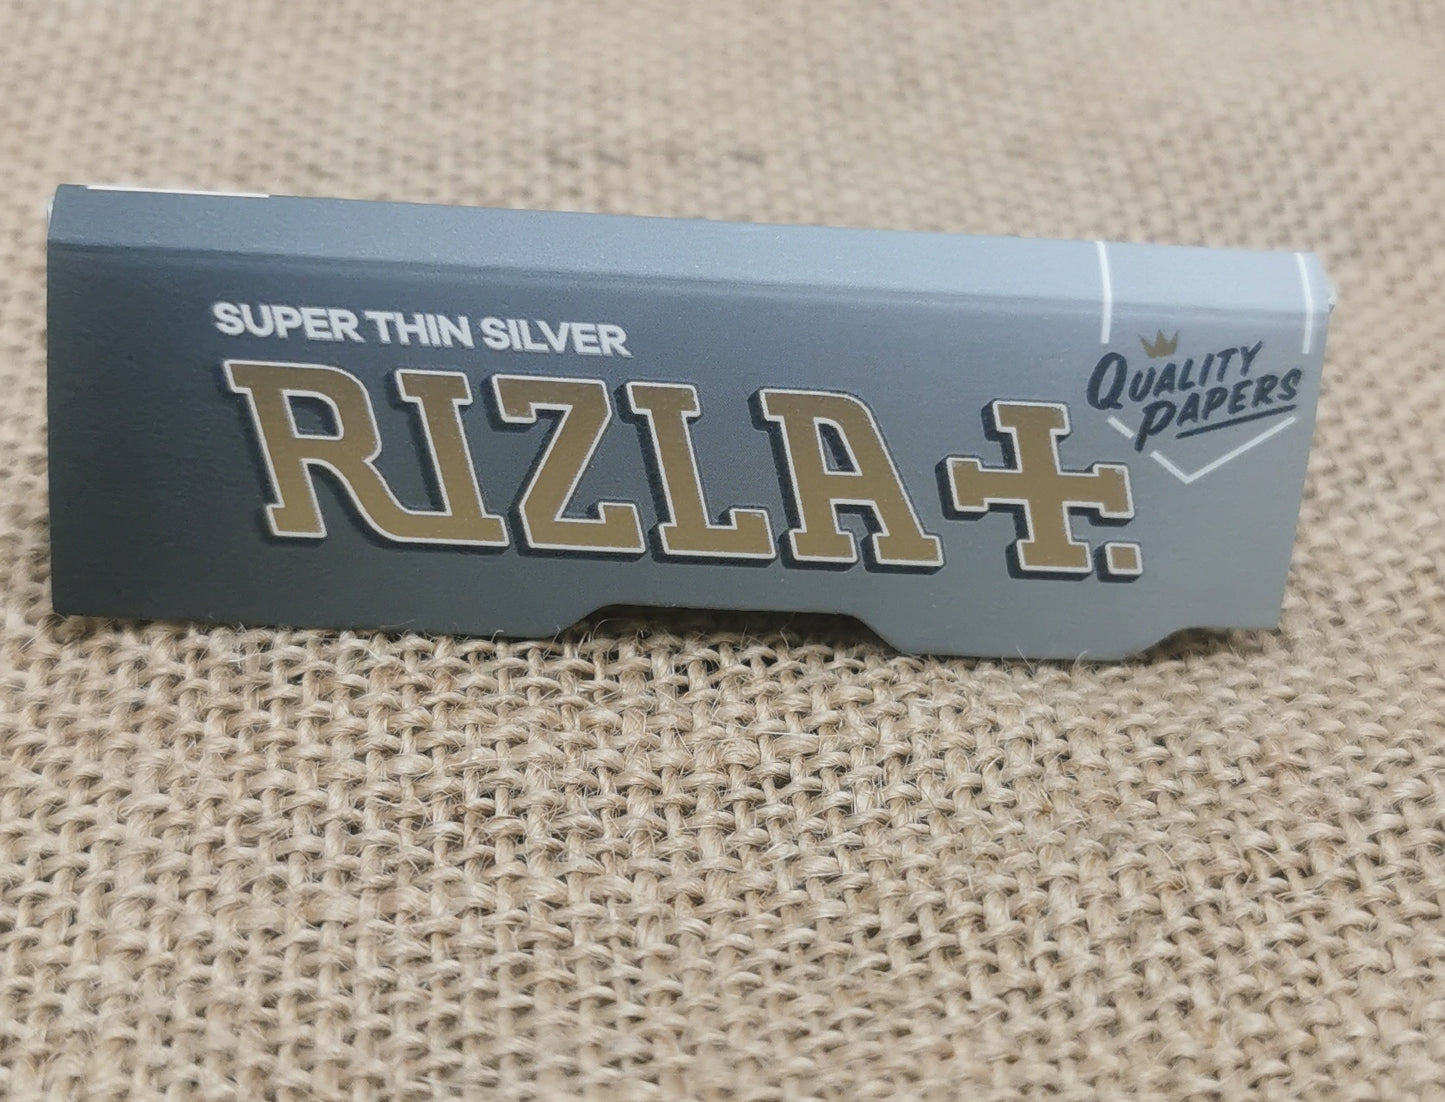 SUPER THIN SILVER
RIZLA+.
QUALITY
PAPERS